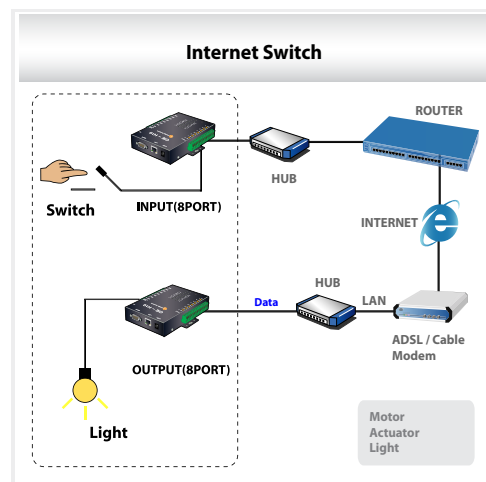 Internet Switch
ROUTER
HUB
Switch
INPUT(8PORT)
INTERNET
HUB
Data
LAN
ADSL / Cable
Modem
OUTPUT(8PORT)
Light
Motor
Actuator
Light